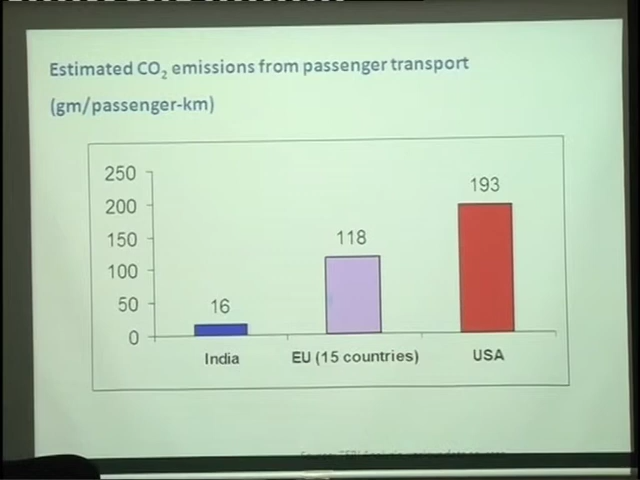 Estimated CO₂ emissions from passenger transport
(gm/passenger-km)
250
200
150
100
50
0
16
118
193
India
EU (15 countries)
USA